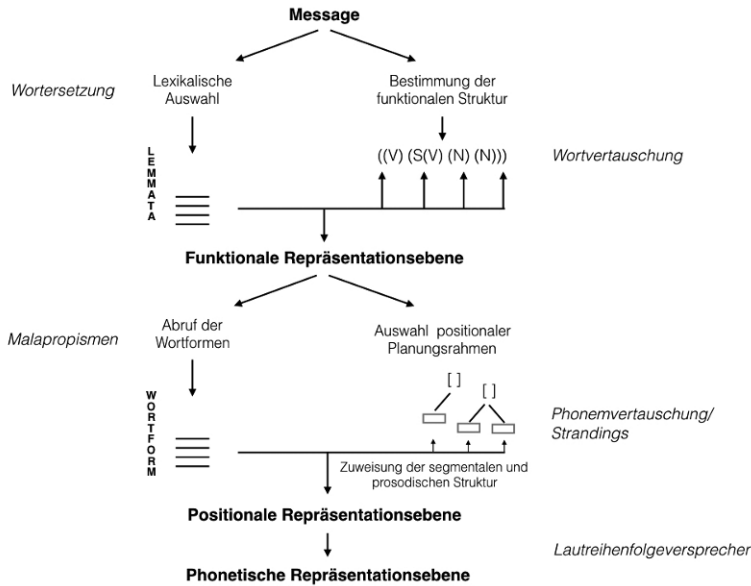 Message
Wortersetzung
Lexikalische
Auswahl
Bestimmung der
funktionalen Struktur
LEMMATA
((V) (S(V) (N) (N)))
Wortvertauschung
Funktionale Repräsentationsebene
Malapropismen
Abruf der
Wortformen
Auswahl positionaler
Planungsrahmen
WORTFORM
[ ]
[ ]
Phonemvertauschung/
Strandings
Zuweisung der segmentalen und
prosodischen Struktur
Positionale Repräsentationsebene
Lautreihenfolgeversprecher
Phonetische Repräsentationsebene